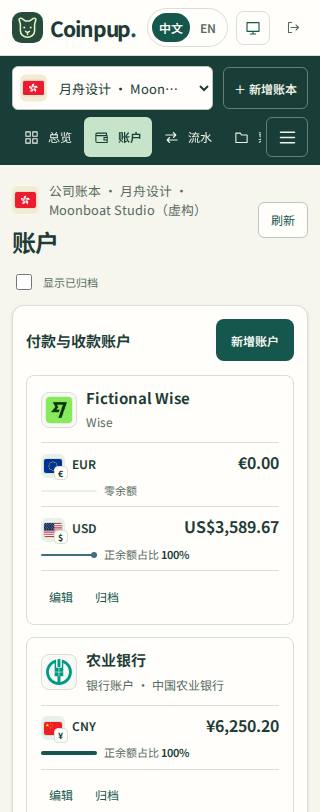 Coinpup.
中文 EN
月舟设计 · Moon···
+ 新增账本
总览 账户 流水
公司账本 · 月舟设计 ·
Moonboat Studio（虚构）
刷新
账户
显示已归档
付款与收款账户
新增账户
Fictional Wise
Wise
€ EUR €0.00
零余额
$ USD US$3,589.67
正余额占比 100%
编辑 归档
农业银行
银行账户 · 中国农业银行
¥ CNY ¥6,250.20
正余额占比 100%
编辑 归档